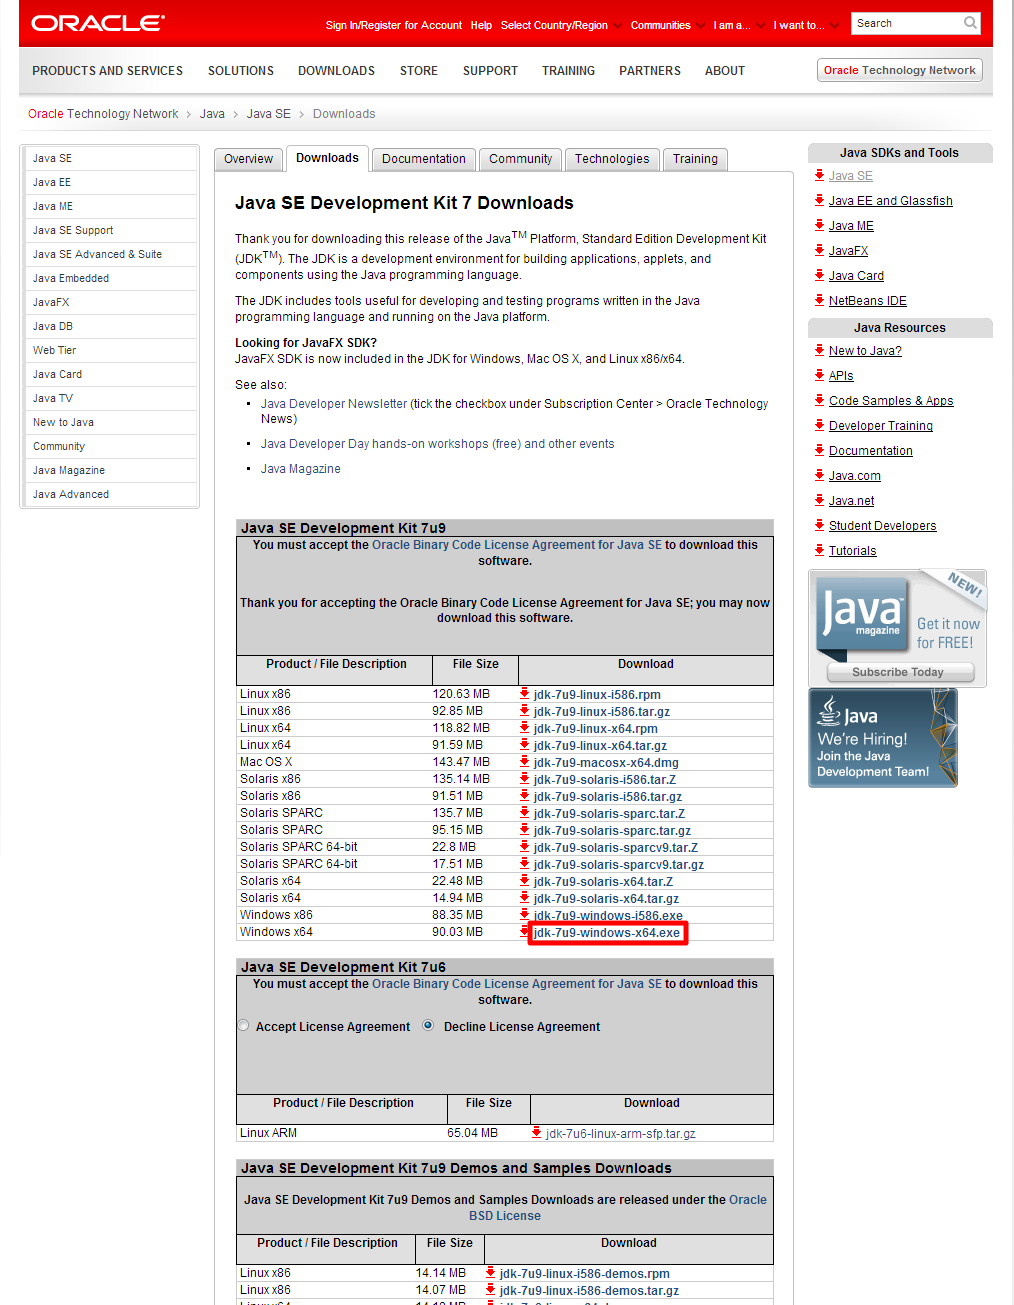 ORACLE
Sign In/Register for Account Help Select Country/Region Communities I am a... I want to... Search
PRODUCTS AND SERVICES SOLUTIONS DOWNLOADS STORE SUPPORT TRAINING PARTNERS ABOUT Oracle Technology Network
Oracle Technology Network > Java > Java SE > Downloads
Java SE
Java EE
Java ME
Java SE Support
Java SE Advanced & Suite
Java Embedded
JavaFX
Java DB
Web Tier
Java Card
Java TV
New to Java
Community
Java Magazine
Java Advanced
Overview Downloads Documentation Community Technologies Training
Java SE Development Kit 7 Downloads
Thank you for downloading this release of the Java™ Platform, Standard Edition Development Kit
(JDK™). The JDK is a development environment for building applications, applets, and
components using the Java programming language.
The JDK includes tools useful for developing and testing programs written in the Java
programming language and running on the Java platform.
Looking for JavaFX SDK?
JavaFX SDK is now included in the JDK for Windows, Mac OS X, and Linux x86/x64.
See also:
Java Developer Newsletter (tick the checkbox under Subscription Center > Oracle Technology
News)
Java Developer Day hands-on workshops (free) and other events
Java Magazine
Java SE Development Kit 7u9
You must accept the Oracle Binary Code License Agreement for Java SE to download this
software.
Thank you for accepting the Oracle Binary Code License Agreement for Java SE; you may now
download this software.
Product / File Description File Size Download
Linux x86 120.63 MB jdk-7u9-linux-i586.rpm
Linux x86 92.85 MB jdk-7u9-linux-i586.tar.gz
Linux x64 118.82 MB jdk-7u9-linux-x64.rpm
Linux x64 91.59 MB jdk-7u9-linux-x64.tar.gz
Mac OS X 143.47 MB jdk-7u9-macosx-x64.dmg
Solaris x86 135.14 MB jdk-7u9-solaris-i586.tar.Z
Solaris x86 91.51 MB jdk-7u9-solaris-i586.tar.gz
Solaris SPARC 135.7 MB jdk-7u9-solaris-sparc.tar.Z
Solaris SPARC 95.15 MB jdk-7u9-solaris-sparc.tar.gz
Solaris SPARC 64-bit 22.8 MB jdk-7u9-solaris-sparcv9.tar.Z
Solaris SPARC 64-bit 17.51 MB jdk-7u9-solaris-sparcv9.tar.gz
Solaris x64 22.48 MB jdk-7u9-solaris-x64.tar.Z
Solaris x64 14.94 MB jdk-7u9-solaris-x64.tar.gz
Windows x86 88.35 MB jdk-7u9-windows-i586.exe
Windows x64 90.03 MB jdk-7u9-windows-x64.exe
Java SE Development Kit 7u6
You must accept the Oracle Binary Code License Agreement for Java SE to download this
software.
Accept License Agreement Decline License Agreement
Product / File Description File Size Download
Linux ARM 65.04 MB jdk-7u6-linux-arm-sfp.tar.gz
Java SE Development Kit 7u9 Demos and Samples Downloads
Java SE Development Kit 7u9 Demos and Samples Downloads are released under the Oracle
BSD License
Product / File Description File Size Download
Linux x86 14.14 MB jdk-7u9-linux-i586-demos.rpm
Linux x86 14.07 MB jdk-7u9-linux-i586-demos.tar.gz
Java SDKs and Tools
Java SE
Java EE and Glassfish
Java ME
JavaFX
Java Card
NetBeans IDE
Java Resources
New to Java?
APIs
Code Samples & Apps
Developer Training
Documentation
Java.com
Java.net
Student Developers
Tutorials
NEW!
Java™
magazine
Get it now
for FREE!
Subscribe Today
Java
We're Hiring!
Join the Java
Development Team!